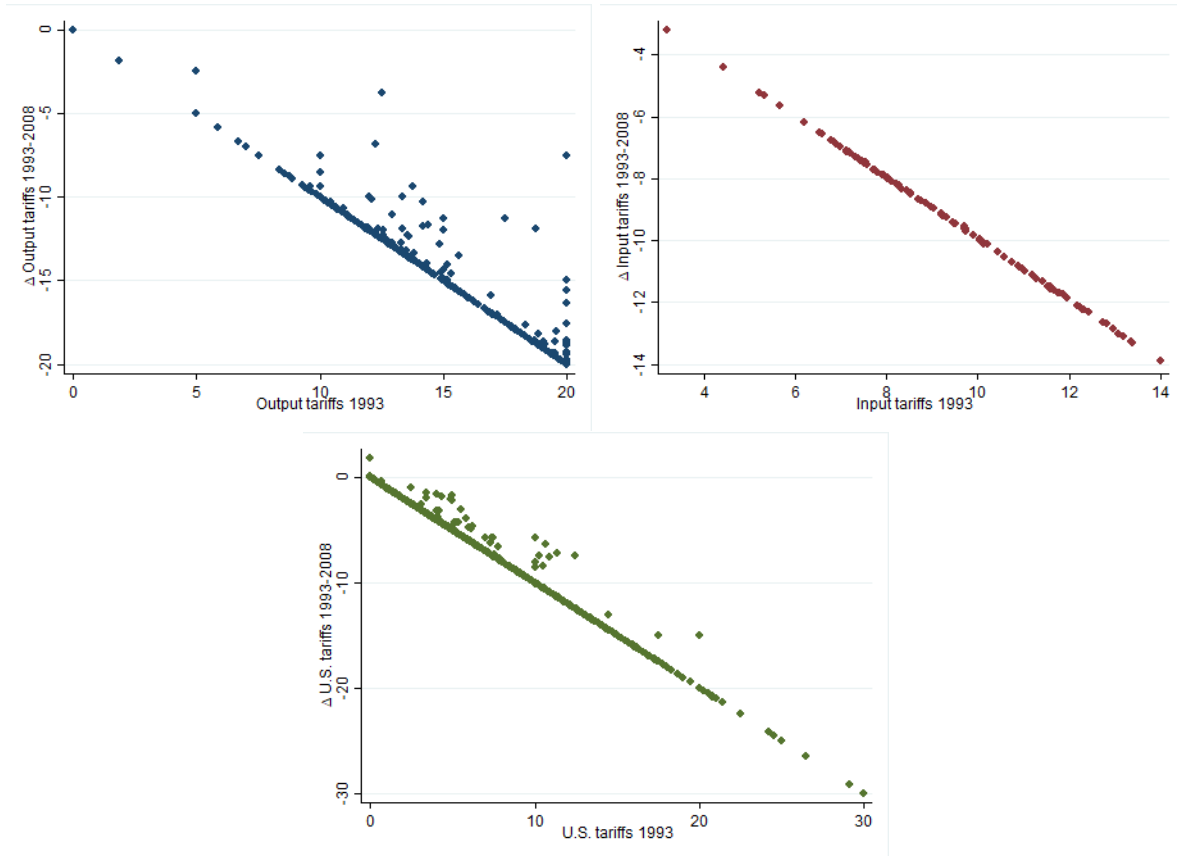 Δ Output tariffs 1993-2008
0
-5
-10
-15
-20
0 5 10 15 20
Output tariffs 1993
Δ Input tariffs 1993-2008
-4
-6
-8
-10
-12
-14
4 6 8 10 12 14
Input tariffs 1993
Δ U.S. tariffs 1993-2008
0
-10
-20
-30
0 10 20 30
U.S. tariffs 1993